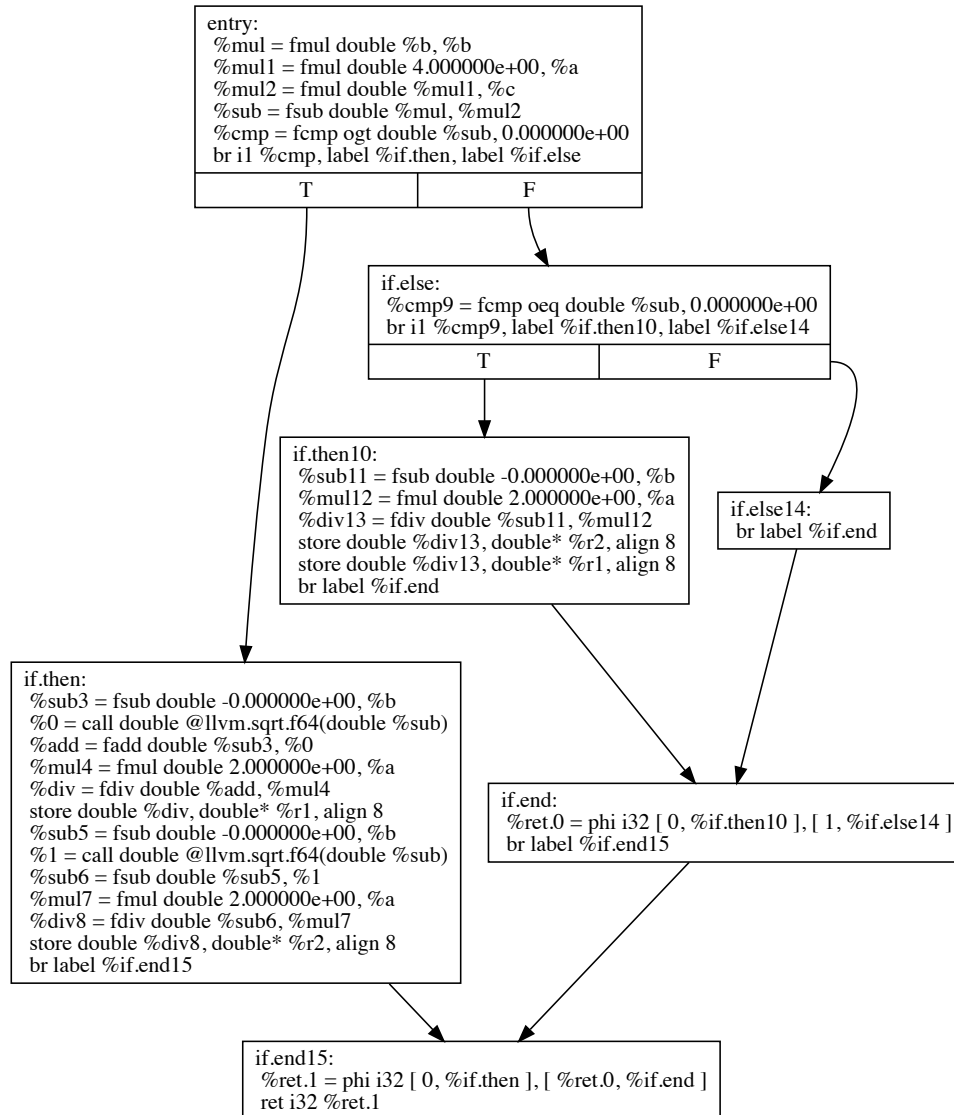 entry:
%mul = fmul double %b, %b
%mul1 = fmul double 4.000000e+00, %a
%mul2 = fmul double %mul1, %c
%sub = fsub double %mul, %mul2
%cmp = fcmp ogt double %sub, 0.000000e+00
br i1 %cmp, label %if.then, label %if.else
T
F
if.else:
%cmp9 = fcmp oeq double %sub, 0.000000e+00
br i1 %cmp9, label %if.then10, label %if.else14
T
F
if.then10:
%sub11 = fsub double -0.000000e+00, %b
%mul12 = fmul double 2.000000e+00, %a
%div13 = fdiv double %sub11, %mul12
store double %div13, double* %r2, align 8
store double %div13, double* %r1, align 8
br label %if.end
if.else14:
br label %if.end
if.then:
%sub3 = fsub double -0.000000e+00, %b
%0 = call double @llvm.sqrt.f64(double %sub)
%add = fadd double %sub3, %0
%mul4 = fmul double 2.000000e+00, %a
%div = fdiv double %add, %mul4
store double %div, double* %r1, align 8
%sub5 = fsub double -0.000000e+00, %b
%1 = call double @llvm.sqrt.f64(double %sub)
%sub6 = fsub double %sub5, %1
%mul7 = fmul double 2.000000e+00, %a
%div8 = fdiv double %sub6, %mul7
store double %div8, double* %r2, align 8
br label %if.end15
if.end:
%ret.0 = phi i32 [ 0, %if.then10 ], [ 1, %if.else14 ]
br label %if.end15
if.end15:
%ret.1 = phi i32 [ 0, %if.then ], [ %ret.0, %if.end ]
ret i32 %ret.1